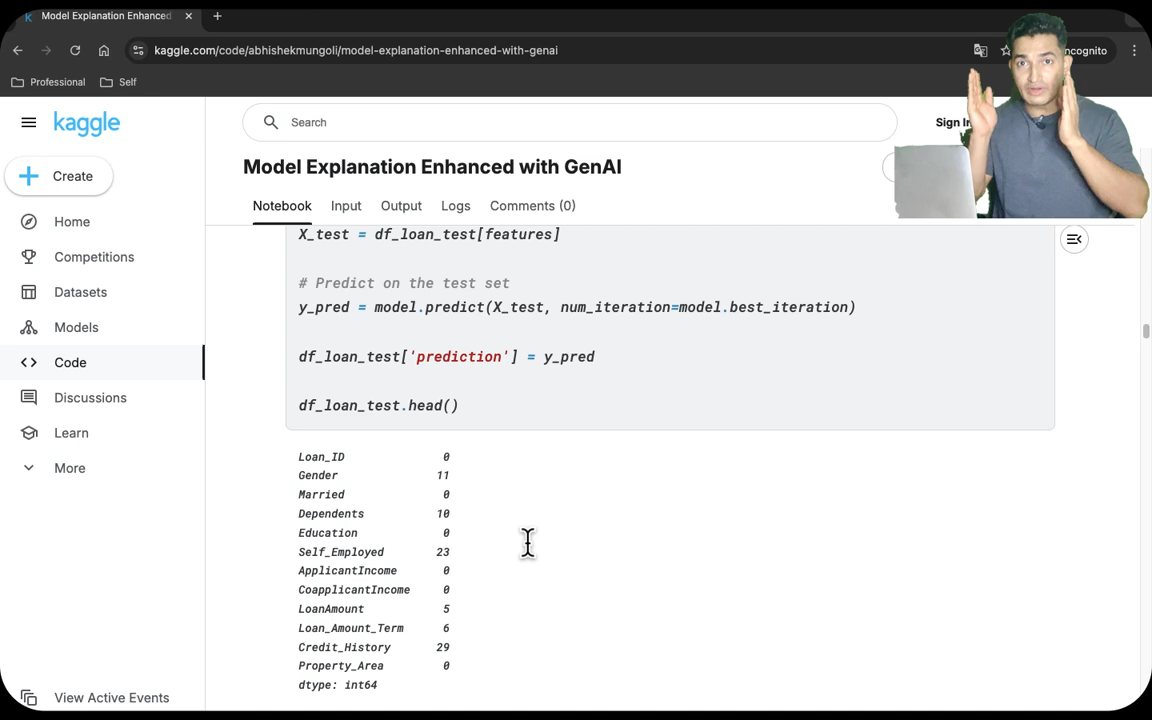 Model Explanation Enhanced
kaggle.com/code/abhishekmungoli/model-explanation-enhanced-with-genai
Incognito
Professional
Self
kaggle
Search
Sign In
Create
Model Explanation Enhanced with GenAI
Notebook Input Output Logs Comments (0)
Home
Competitions
Datasets
Models
Code
Discussions
Learn
More
View Active Events
X_test = df_loan_test[features]
# Predict on the test set
y_pred = model.predict(X_test, num_iteration=model.best_iteration)
df_loan_test['prediction'] = y_pred
df_loan_test.head()
Loan_ID 0
Gender 11
Married 0
Dependents 10
Education 0
Self_Employed 23
ApplicantIncome 0
CoapplicantIncome 0
LoanAmount 5
Loan_Amount_Term 6
Credit_History 29
Property_Area 0
dtype: int64